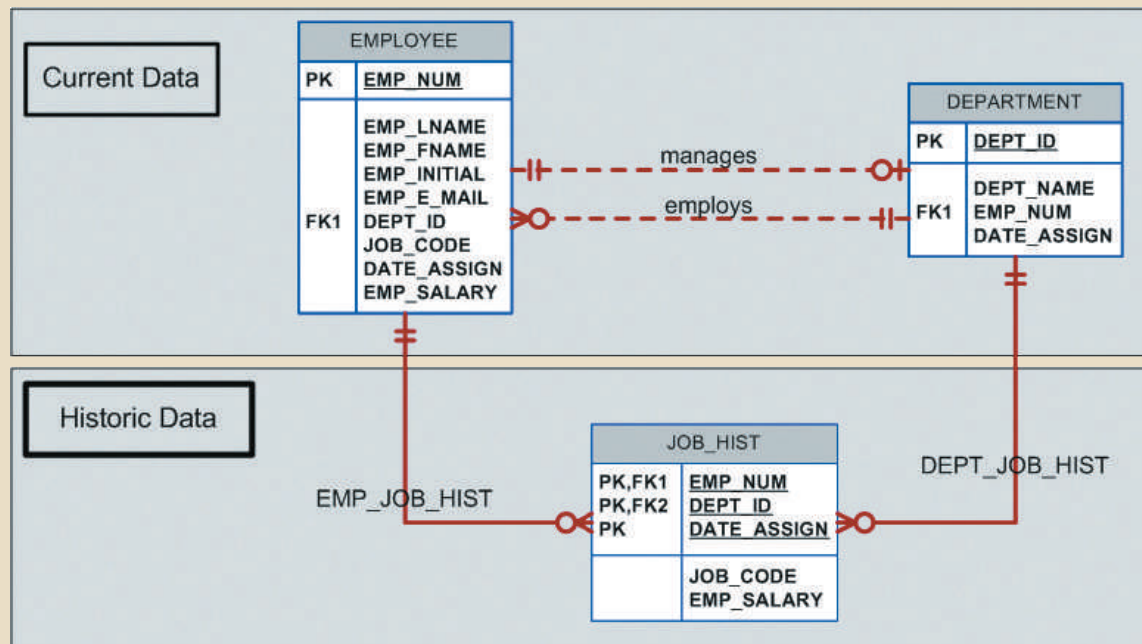 Current Data
EMPLOYEE
PK EMP_NUM
EMP_LNAME
EMP_FNAME
EMP_INITIAL
EMP_E_MAIL
FK1 DEPT_ID
JOB_CODE
DATE_ASSIGN
EMP_SALARY
manages
employs
DEPARTMENT
PK DEPT_ID
DEPT_NAME
FK1 EMP_NUM
DATE_ASSIGN
Historic Data
EMP_JOB_HIST
JOB_HIST
PK,FK1 EMP_NUM
PK,FK2 DEPT_ID
PK DATE_ASSIGN
JOB_CODE
EMP_SALARY
DEPT_JOB_HIST